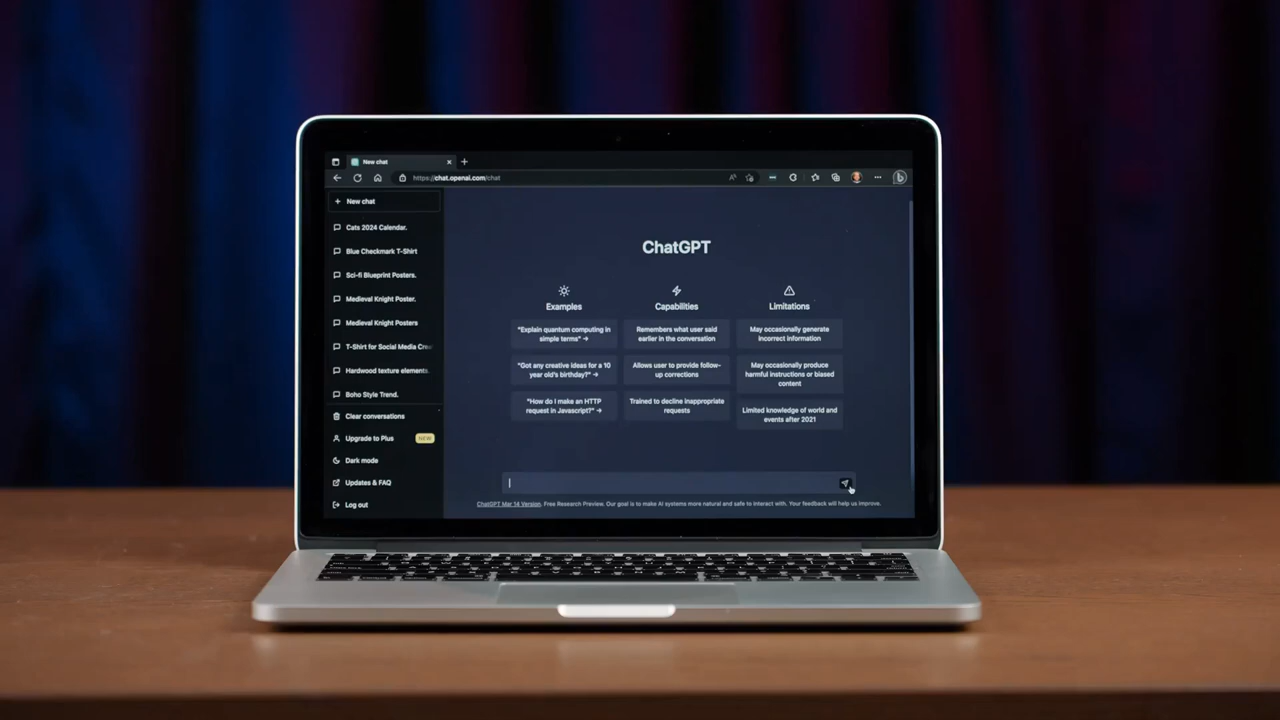 New chat
https://chat.openai.com/chat
New chat
Cats 2024 Calendar.
Blue Checkmark T-Shirt
Sci-fi Blueprint Posters.
Medieval Knight Poster.
Medieval Knight Posters
T-Shirt for Social Media Cre
Hardwood texture elements.
Boho Style Trend.
Clear conversations
Upgrade to Plus
NEW
Dark mode
Updates & FAQ
Log out
ChatGPT
Examples
"Explain quantum computing in
simple terms" →
"Got any creative ideas for a 10
year old's birthday?" →
"How do I make an HTTP
request in Javascript?" →
Capabilities
Remembers what user said
earlier in the conversation
Allows user to provide follow-
up corrections
Trained to decline inappropriate
requests
Limitations
May occasionally generate
incorrect information
May occasionally produce
harmful instructions or biased
content
Limited knowledge of world and
events after 2021
ChatGPT Mar 14 Version. Free Research Preview. Our goal is to make AI systems more natural and safe to interact with. Your feedback will help us improve.